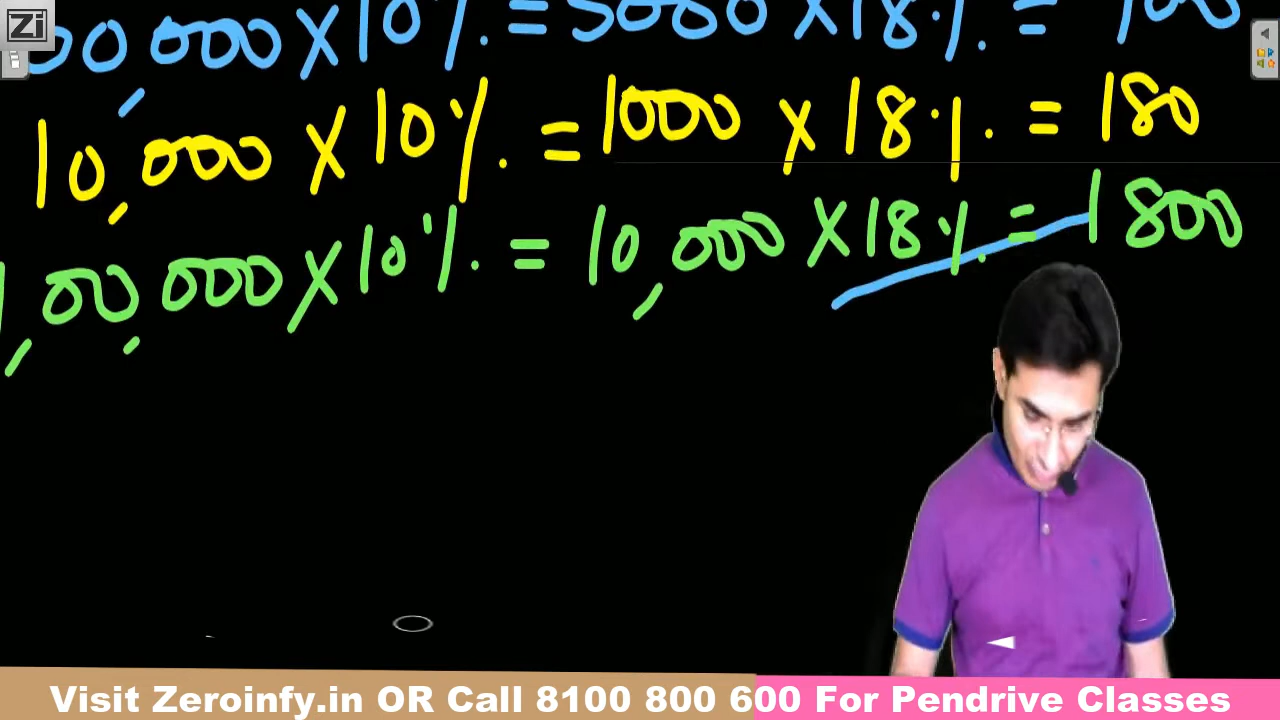 Zi
00,000 X 10%. = 5000 X 18%. =
10,000 X 10%. = 1000 X 18%. = 180
1,00,000 X 10%. = 10,000 X 18%. = 1800
Visit Zeroinfy.in OR Call 8100 800 600 For Pendrive Classes